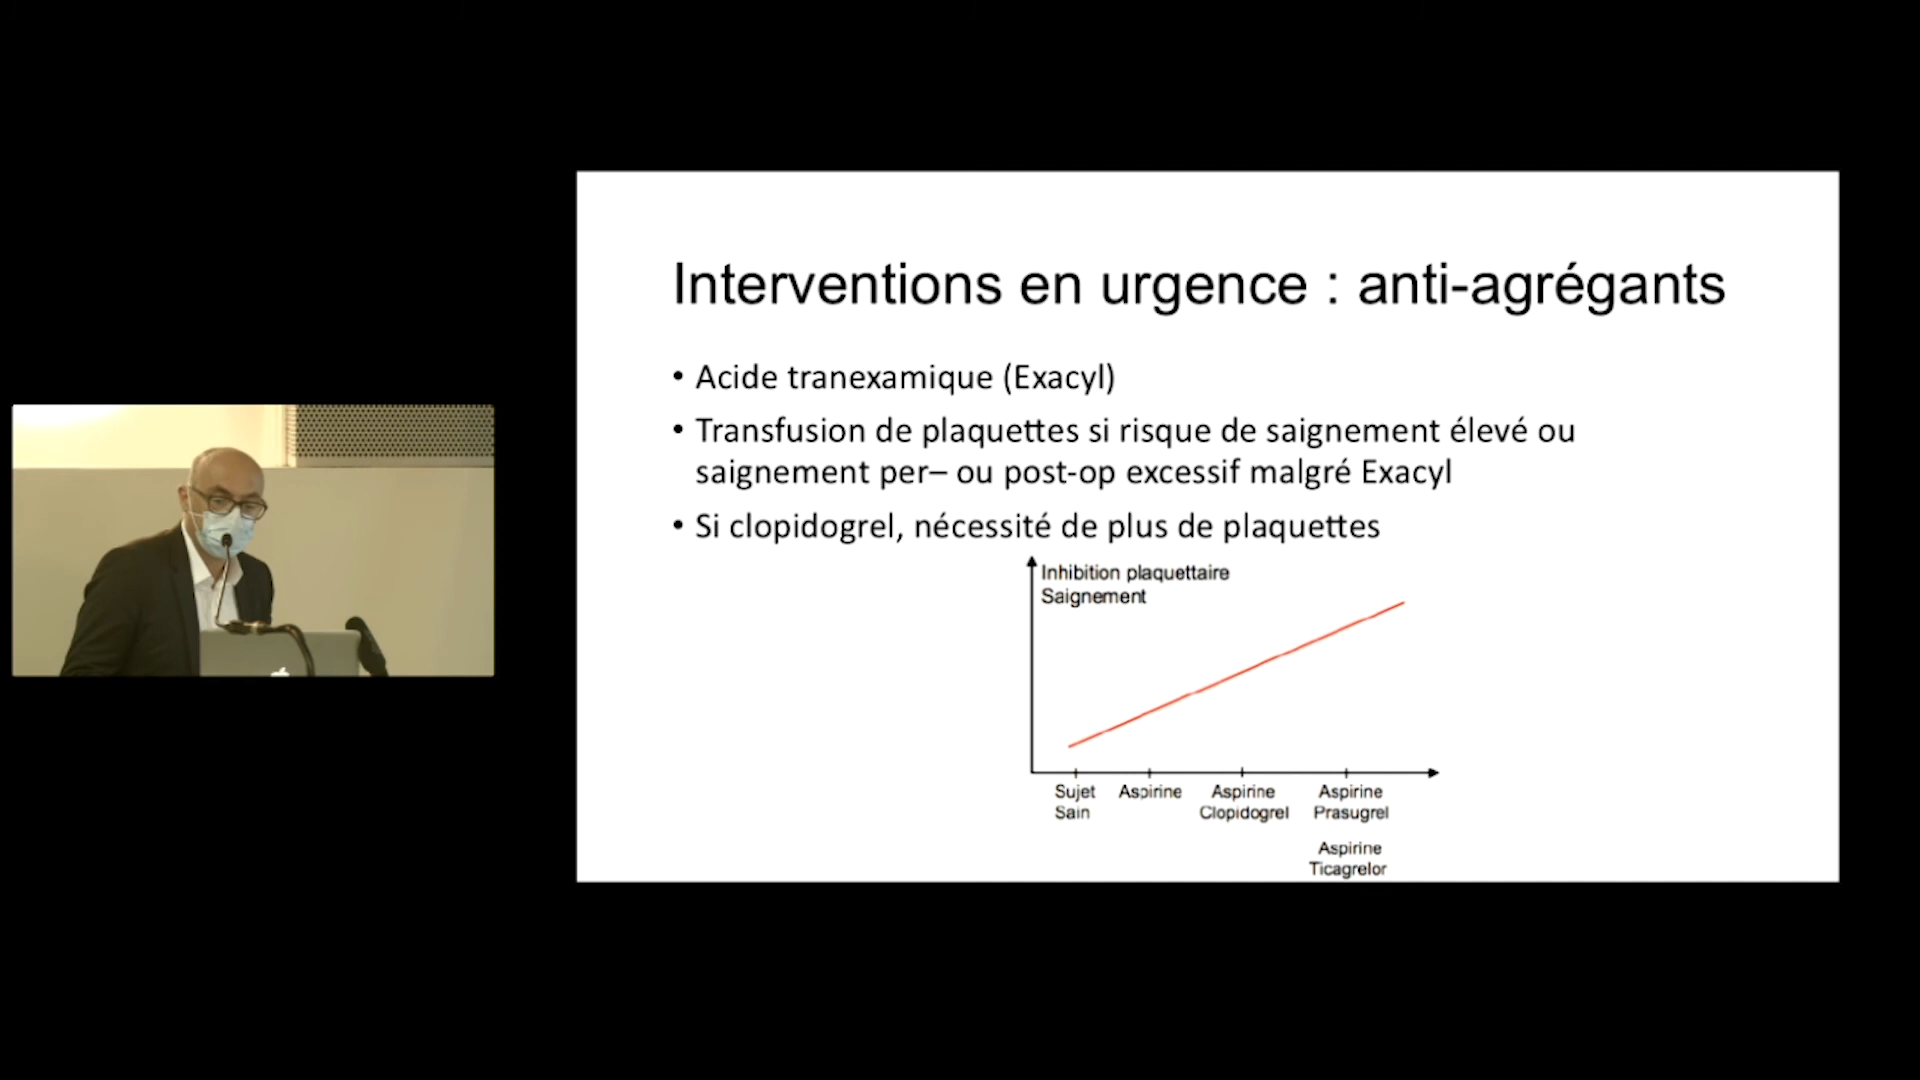 Interventions en urgence : anti-agrégants
• Acide tranexamique (Exacyl)
• Transfusion de plaquettes si risque de saignement élevé ou
saignement per– ou post-op excessif malgré Exacyl
• Si clopidogrel, nécessité de plus de plaquettes
Inhibition plaquettaire
Saignement
Sujet Sain
Aspirine
Aspirine Clopidogrel
Aspirine Prasugrel
Aspirine Ticagrelor